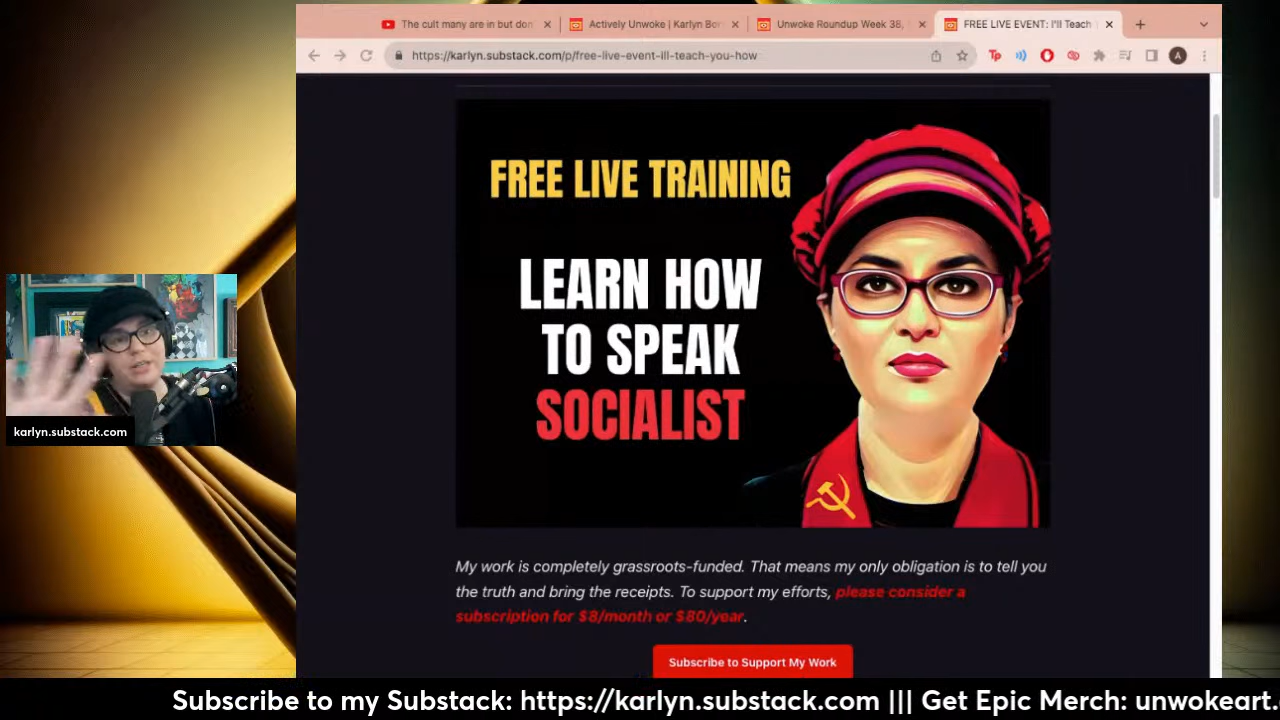 The cult many are in but don
Actively Unwoke | Karlyn Bor
Unwoke Roundup Week 38,
FREE LIVE EVENT: I'll Teach
https://karlyn.substack.com/p/free-live-event-ill-teach-you-how
Tp
A
FREE LIVE TRAINING
LEARN HOW
TO SPEAK
SOCIALIST
karlyn.substack.com
My work is completely grassroots-funded. That means my only obligation is to tell you
the truth and bring the receipts. To support my efforts, please consider a
subscription for $8/month or $80/year.
Subscribe to Support My Work
Subscribe to my Substack: https://karlyn.substack.com ||| Get Epic Merch: unwokeart.